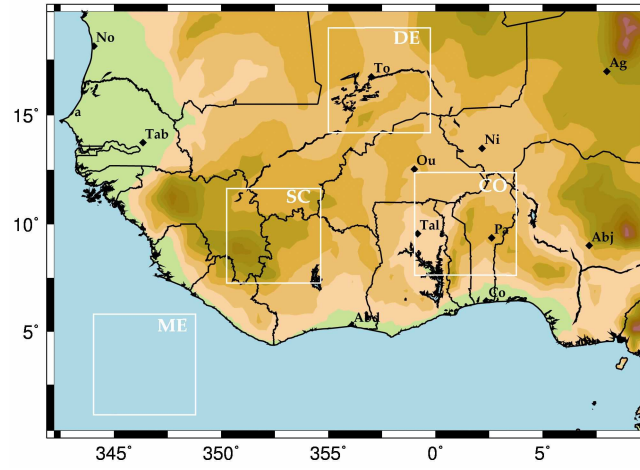 No
DE
To
Ag
15°
a
Tab
Ni
Ou
CO
SC
10°
Tal
Pa
Abj
Co
Abd
5°
ME
345° 350° 355° 0° 5°